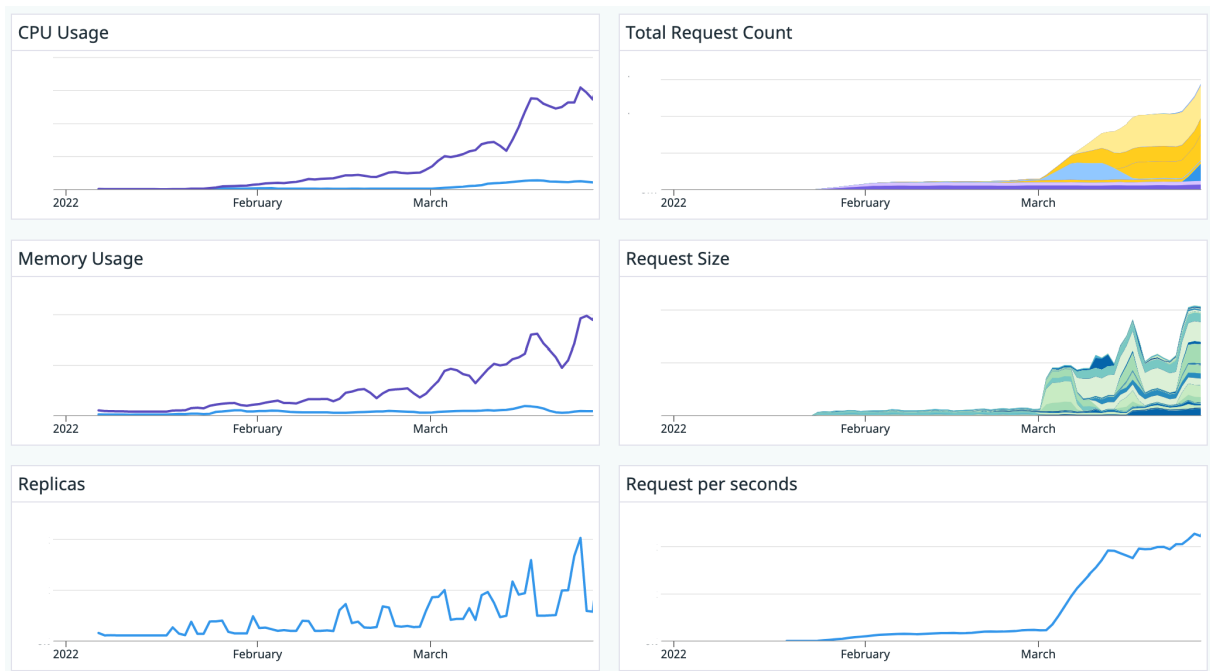 CPU Usage
2022 February March
Total Request Count
2022 February March
Memory Usage
2022 February March
Request Size
2022 February March
Replicas
2022 February March
Request per seconds
2022 February March